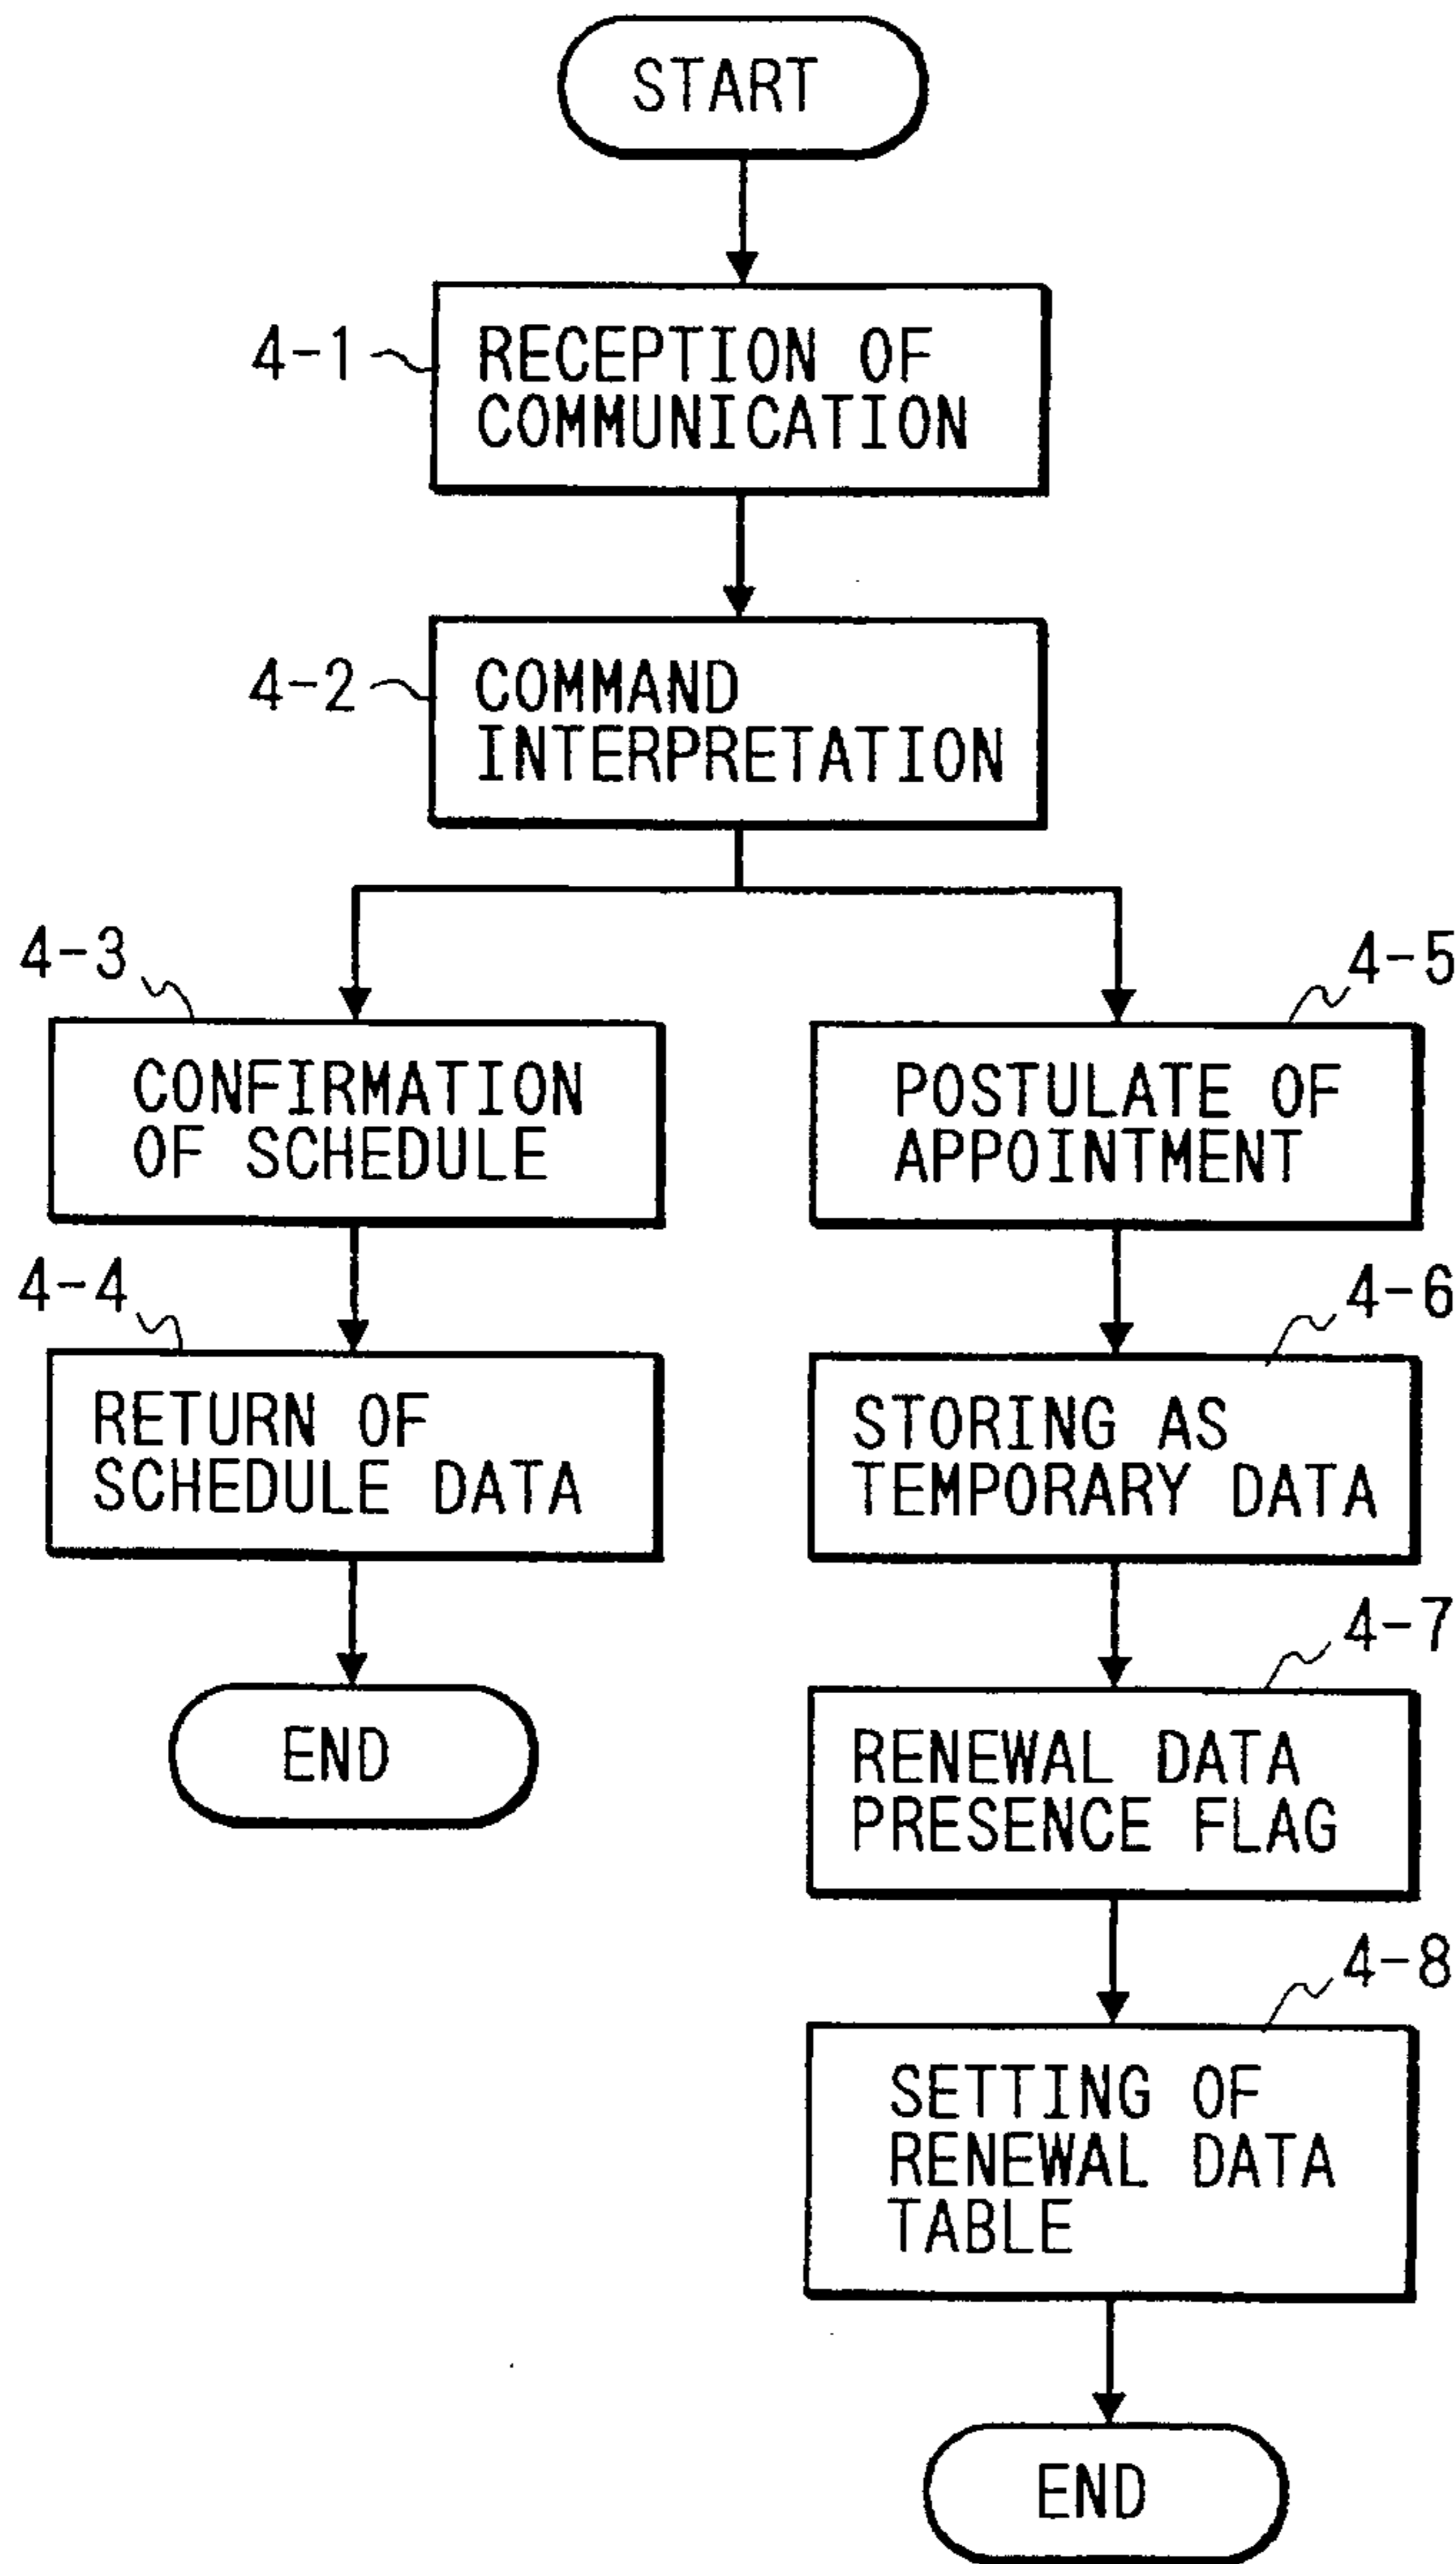 START
4-1
RECEPTION OF
COMMUNICATION
4-2
COMMAND
INTERPRETATION
4-3
CONFIRMATION
OF SCHEDULE
4-4
RETURN OF
SCHEDULE DATA
END
4-5
POSTULATE OF
APPOINTMENT
4-6
STORING AS
TEMPORARY DATA
4-7
RENEWAL DATA
PRESENCE FLAG
4-8
SETTING OF
RENEWAL DATA
TABLE
END